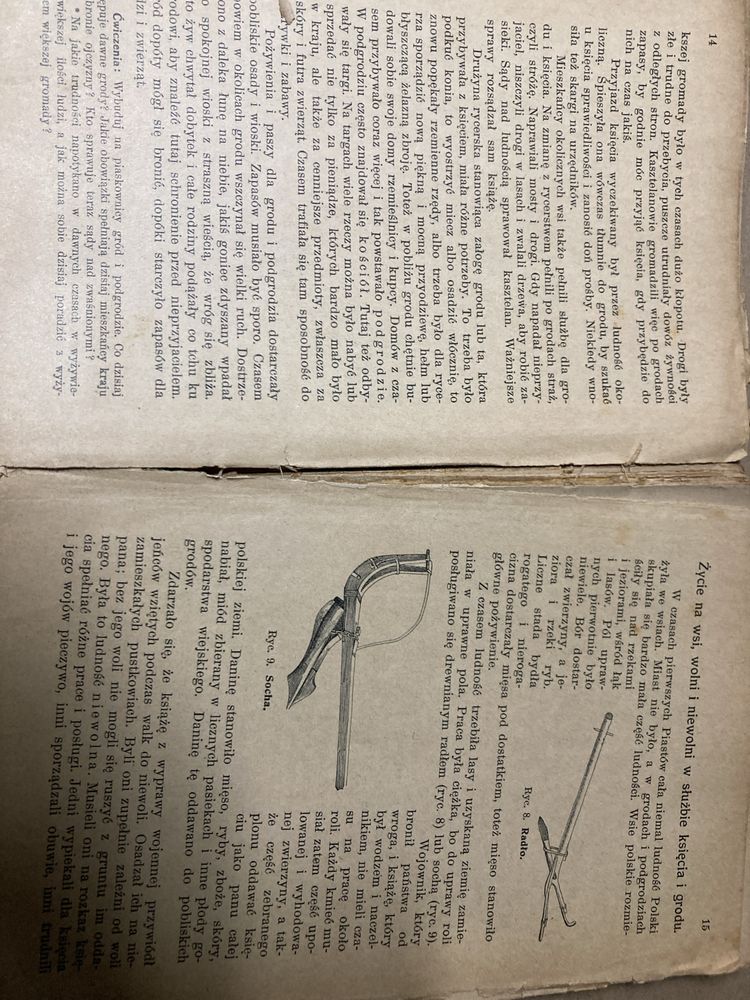 14
kszej gromady było w tych czasach dużo kłopotu. Drogi były
złe i trudne do przebycia, puszcze utrudniały dowóz żywności
z odległych stron. Kasztelanowie gromadzili więc po grodach
zapasy, by godnie móc przyjąć księcia, gdy przybędzie do
nich na czas jakiś.
Przyjazd księcia wyczekiwany był przez ludność oko-
liczną. Spieszyła ona wówczas tłumnie do grodu, by szukać
u księcia sprawiedliwości i zanosić doń prośby. Niekiedy wno-
siła też skargi na urzędników.
Mieszkańcy okolicznych wsi także pełnili służbę dla gro-
du i księcia. Na zmianę z rycerstwem pełnili po grodach straż,
czyli stróżę. Naprawiali mosty i drogi. Gdy napadał nieprzy-
jaciel, niszczyli drogi w lasach i zwalali drzewa, aby robić za-
sieki. Sądy nad ludnością sprawował kasztelan. Ważniejsze
sprawy rozsądzał sam książę.
Drużyna rycerska stanowiąca załogę grodu lub ta, która
przybywała z księciem, miała różne potrzeby. To trzeba było
podkuć konia, to wyostrzyć miecz albo osadzić włócznię, to
znowu popękały rzemienne rzędy albo trzeba było dla ryce-
rza sporządzić nową piękną i mocną przyodziewę, hełm lub
błyszczącą żelazną zbroję. Toteż w pobliżu grodu chętnie bu-
dowali sobie swoje domy rzemieślnicy i kupcy. Domów z cza-
sem przybywało coraz więcej i tak powstawało podgrodzie.
W podgrodziu często znajdował się kościół. Tutaj też odby-
wały się targi. Na targach wiele rzeczy można było nabyć lub
sprzedać nie tylko za pieniądze, których bardzo mało było
w kraju, ale także za cenniejsze przedmioty, zwłaszcza za
skóry i futra zwierząt. Czasem trafiała się tam sposobność do
rywki i zabawy.
Pożywienia i paszy dla grodu i podgrodzia dostarczały
pobliskie osady i wioski. Zapasów musiało być sporo. Czasem
bowiem w okolicach grodu wszczynał się wielki ruch. Dostrze-
ono z daleka łunę na niebie, jakiś goniec zdyszany wpadał
o spokojnej wioski z straszną wieścią, że wróg się zbliża.
to żyw chwytał dobytek i całe rodziny podążały co tchu ku
rodowi, aby znaleźć tutaj schronienie przed nieprzyjacielem.
ród dopóty mógł się bronić, dopóki starczyło zapasów dla
dzi i zwierząt.
Ćwiczenia: Wybuduj na piaskownicy gród i podgrodzie. Co dzisiaj
ępuje dawne grody? Jakie obowiązki spełniają dzisiaj mieszkańcy kraju
bronie ojczyzny? Kto sprawuje teraz sądy nad zwaśnionymi?
* Na jakie trudności napotykano w dawnych czasach w wyżywie-
większej ilości ludzi, a jak można sobie dzisiaj poradzić z wyży-
em większej gromady?
15
Życie na wsi, wolni i niewolni w służbie księcia i grodu.
W czasach pierwszych Piastów cała niemal ludność Polski
żyła we wsiach. Miast nie było, a w grodach i podgrodziach
skupiała się bardzo mała część ludności. Wsie polskie rozmie-
ściły się nad rzekami
i jeziorami, wśród łąk
i lasów. Pól upraw-
nych pierwotnie było
niewiele. Bór dostar-
czał zwierzyny, a je-
ziora i rzeki ryb.
Liczne stada bydła
rogatego i nieroga-
cizna dostarczały mięsa pod dostatkiem, toteż mięso stanowiło
główne pożywienie.
Ryc. 8. Radło.
Z czasem ludność trzebiła lasy i uzyskaną ziemię zamie-
niała w uprawne pola. Praca była ciężka, bo do uprawy roli
posługiwano się drewnianym radłem (ryc. 8) lub sochą (ryc. 9).
Wojownik, który
bronił państwa od
wroga, i książę, który
był wodzem i naczel-
nikiem, nie mieli cza-
su na pracę około
roli. Każdy kmieć mu-
siał zatem część upo-
lowanej i wyhodowa-
nej zwierzyny, a tak-
że część zebranego
plonu oddawać księ-
ciu jako panu całej
Ryc. 9. Socha.
polskiej ziemi. Daninę stanowiło mięso, ryby, zboże, skóry,
nabiał, miód zbierany w licznych pasiekach i inne płody go-
spodarstwa wiejskiego. Daninę tę oddawano do pobliskich
grodów.
Zdarzało się, że książę z wyprawy wojennej przywiódł
jeńców wziętych podczas walk do niewoli. Osadzał ich na nie-
zamieszkałych pustkowiach. Byli oni zupełnie zależni od woli
pana; bez jego woli nie mogli się ruszyć z gruntu im odda-
nego. Była to ludność niewolna. Musieli oni na rozkaz księ-
cia spełniać różne prace i posługi. Jedni wypiekali dla księcia
i jego wojów pieczywo, inni sporządzali obuwie, inni trudnili